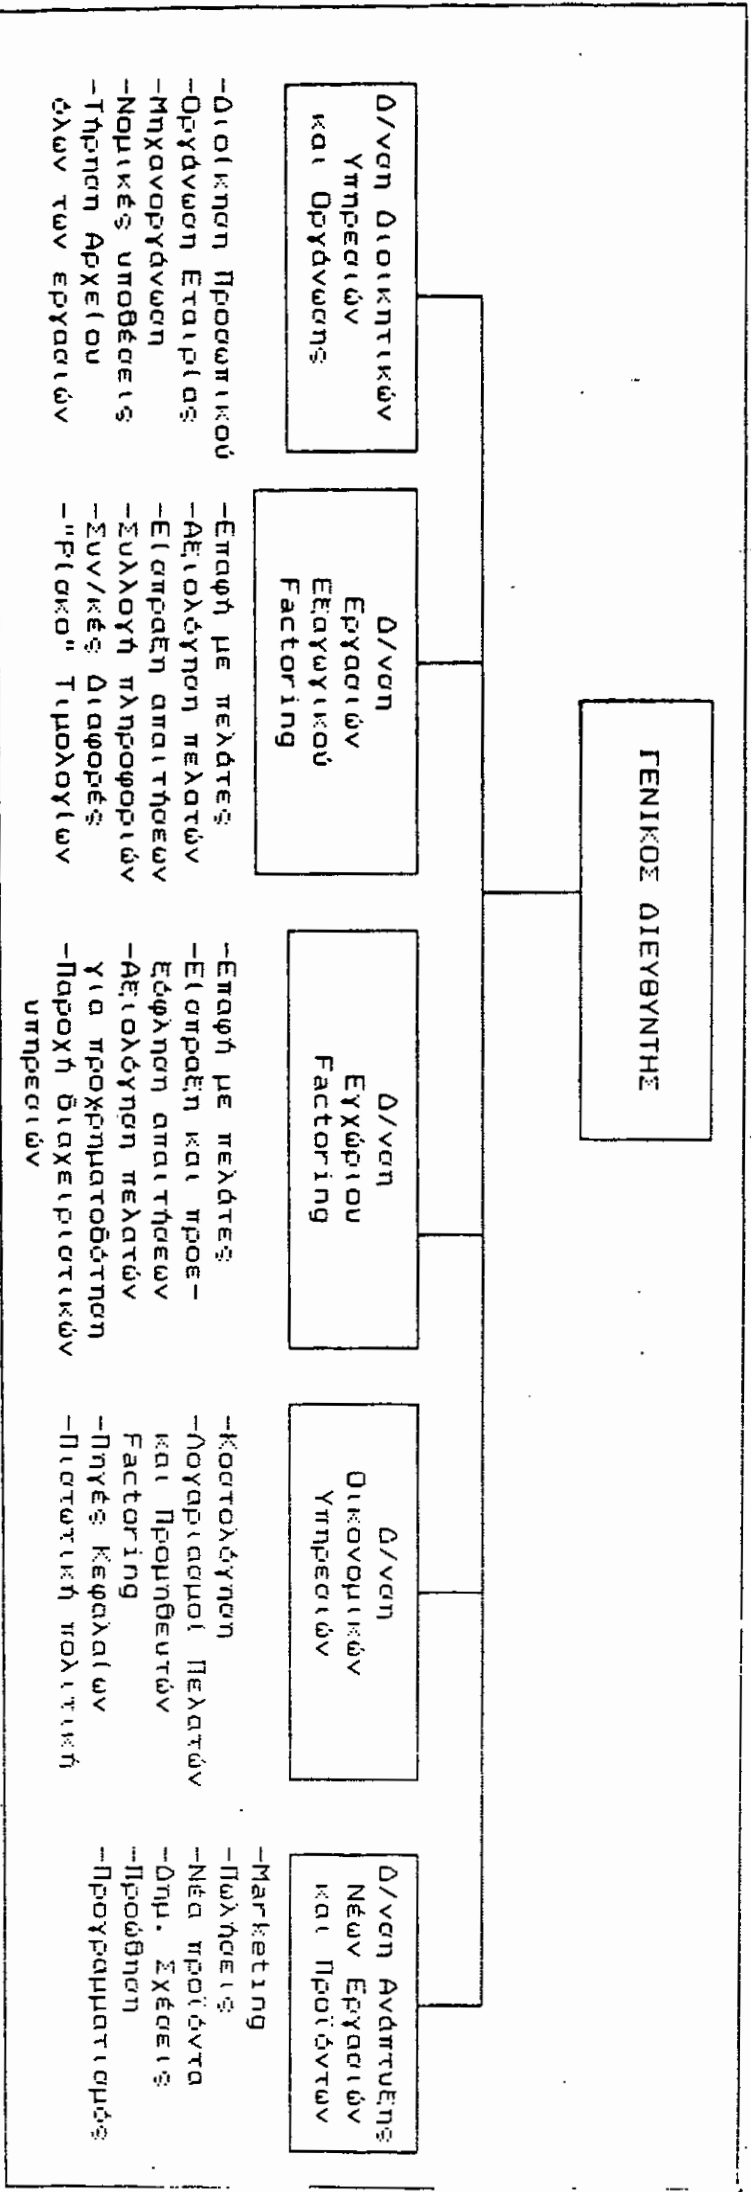 ΓΕΝΙΚΟΣ ΔΙΕΥΘΥΝΤΗΣ
Δ/νση Διοικητικών
Υπηρεσιών
και Οργάνωσης
-Διοίκηση Προσωπικού
-Οργάνωση Εταιρίας
-Μηχανοργάνωση
-Νομικές υποθέσεις
-Τήρηση Αρχείου
όλων των εργασιών
Δ/νση
Εργασιών
Εξαγωγικού
Factoring
-Επαφή με πελάτες
-Αξιολόγηση πελατών
-Είσπραξη απαιτήσεων
-Συλλογή πληροφοριών
-Συν/κές Διαφορές
-"Ρίσκο" Τιμολογίων
Δ/νση
Εγχώριου
Factoring
-Επαφή με πελάτες
-Είσπραξη και προε-
ξόφληση απαιτήσεων
-Αξιολόγηση πελατών
για προχρηματοδότηση
-Παροχή διαχειριστικών
υπηρεσιών
Δ/νση
Οικονομικών
Υπηρεσιών
-Κοστολόγηση
-Λογαριασμοί Πελατών
και Προμηθευτών
Factoring
-Πηγές Κεφαλαίων
-Πιστωτική πολιτική
Δ/νση Ανάπτυξης
Νέων Εργασιών
και Προϊόντων
-Marketing
-Πωλήσεις
-Νέα προϊόντα
-Δημ. Σχέσεις
-Προώθηση
-Προγραμματισμός